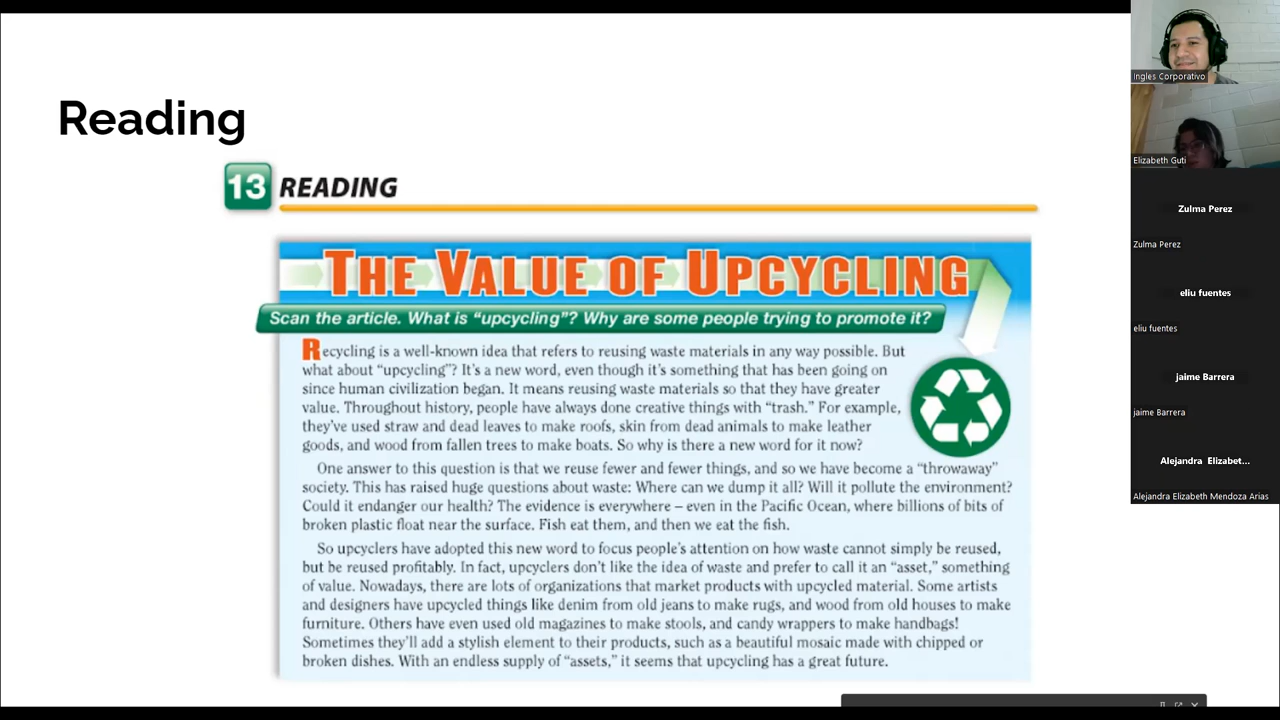 Reading
13 READING
THE VALUE OF UPCYCLING
Scan the article. What is "upcycling"? Why are some people trying to promote it?
Recycling is a well-known idea that refers to reusing waste materials in any way possible. But
what about "upcycling"? It's a new word, even though it's something that has been going on
since human civilization began. It means reusing waste materials so that they have greater
value. Throughout history, people have always done creative things with "trash." For example,
they've used straw and dead leaves to make roofs, skin from dead animals to make leather
goods, and wood from fallen trees to make boats. So why is there a new word for it now?
One answer to this question is that we reuse fewer and fewer things, and so we have become a "throwaway"
society. This has raised huge questions about waste: Where can we dump it all? Will it pollute the environment?
Could it endanger our health? The evidence is everywhere – even in the Pacific Ocean, where billions of bits of
broken plastic float near the surface. Fish eat them, and then we eat the fish.
So upcyclers have adopted this new word to focus people's attention on how waste cannot simply be reused,
but be reused profitably. In fact, upcyclers don't like the idea of waste and prefer to call it an "asset," something
of value. Nowadays, there are lots of organizations that market products with upcycled material. Some artists
and designers have upcycled things like denim from old jeans to make rugs, and wood from old houses to make
furniture. Others have even used old magazines to make stools, and candy wrappers to make handbags!
Sometimes they'll add a stylish element to their products, such as a beautiful mosaic made with chipped or
broken dishes. With an endless supply of "assets," it seems that upcycling has a great future.
Ingles Corporativo
Elizabeth Guti
Zulma Perez
Zulma Perez
eliu fuentes
eliu fuentes
jaime Barrera
jaime Barrera
Alejandra Elizabet...
Alejandra Elizabeth Mendoza Arias